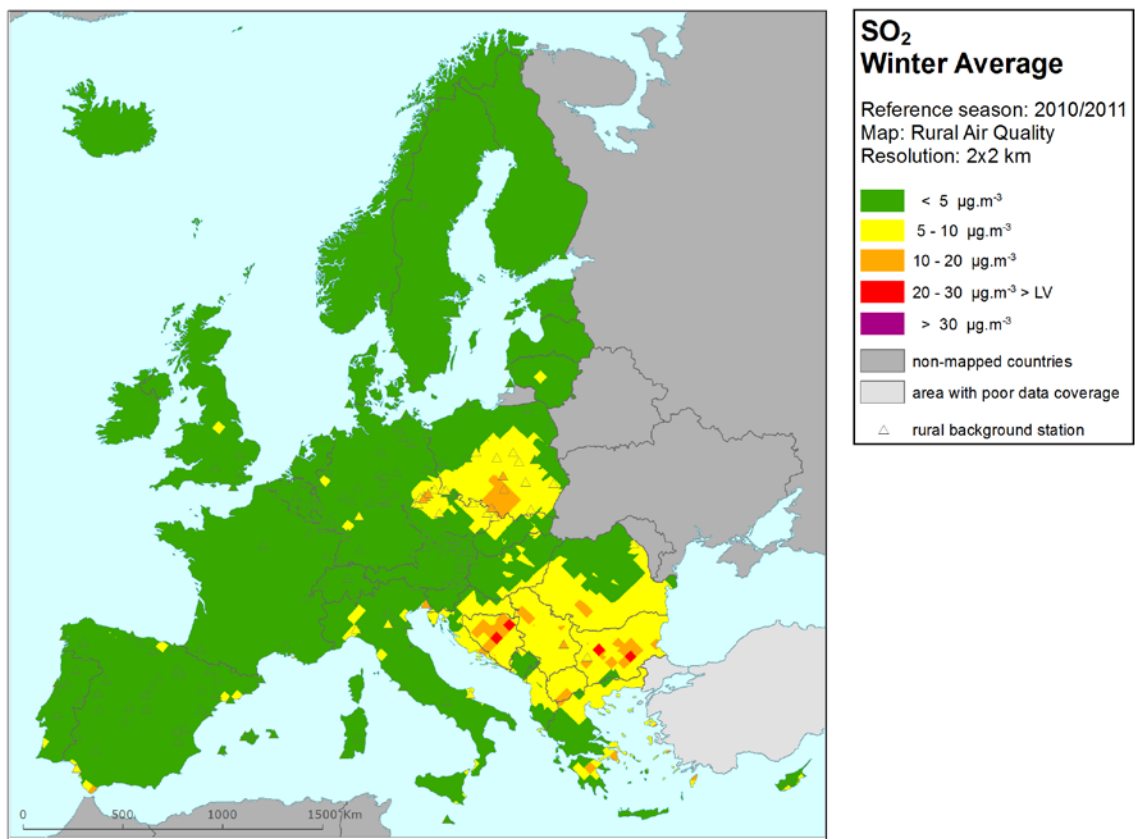 SO₂
Winter Average
Reference season: 2010/2011
Map: Rural Air Quality
Resolution: 2x2 km
< 5 µg.m⁻³
5 - 10 µg.m⁻³
10 - 20 µg.m⁻³
20 - 30 µg.m⁻³ > LV
> 30 µg.m⁻³
non-mapped countries
area with poor data coverage
rural background station
0 500 1000 1500 Km